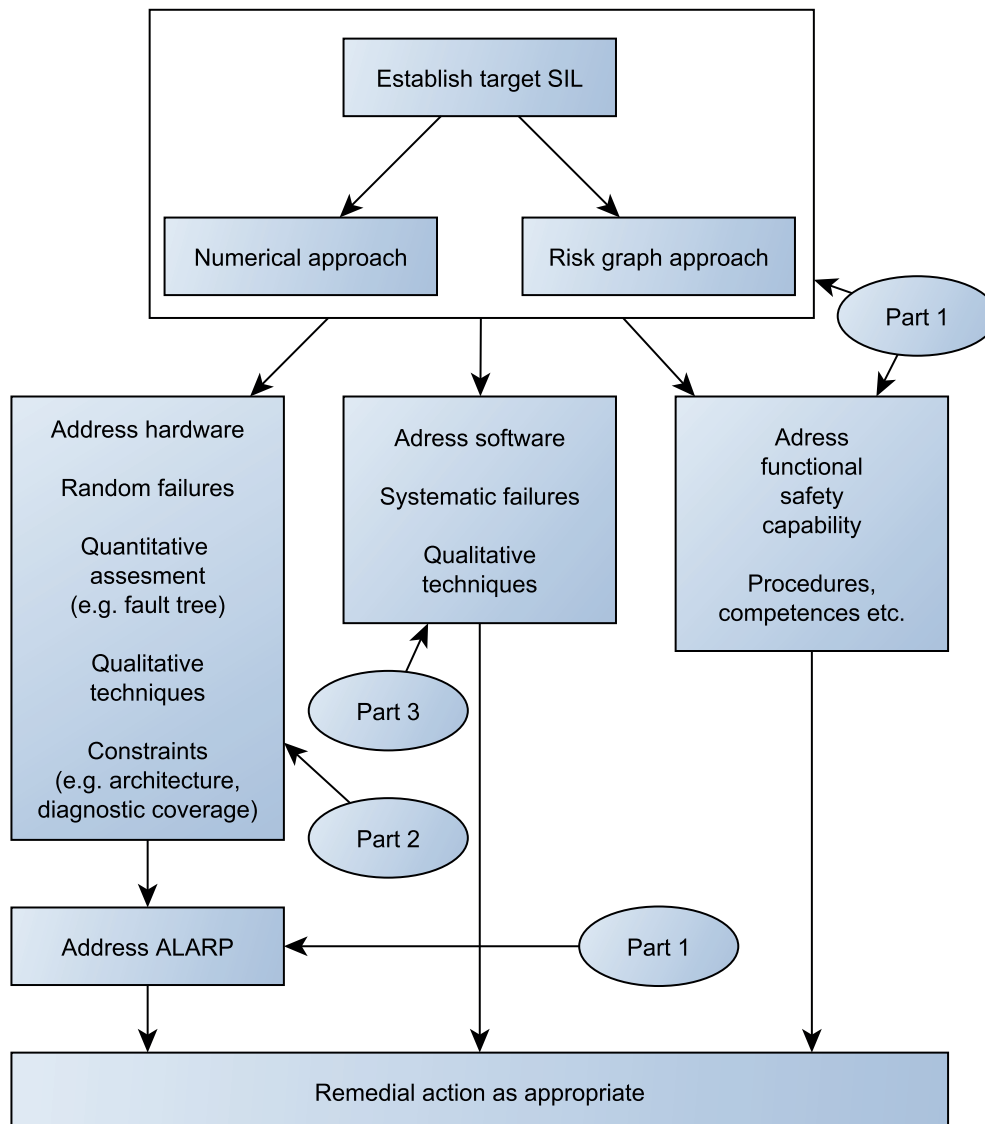 Establish target SIL
Numerical approach
Risk graph approach
Part 1
Address hardware
Random failures
Quantitative
assesment
(e.g. fault tree)
Qualitative
techniques
Constraints
(e.g. architecture,
diagnostic coverage)
Adress software
Systematic failures
Qualitative
techniques
Adress
functional
safety
capability
Procedures,
competences etc.
Part 3
Part 2
Address ALARP
Part 1
Remedial action as appropriate